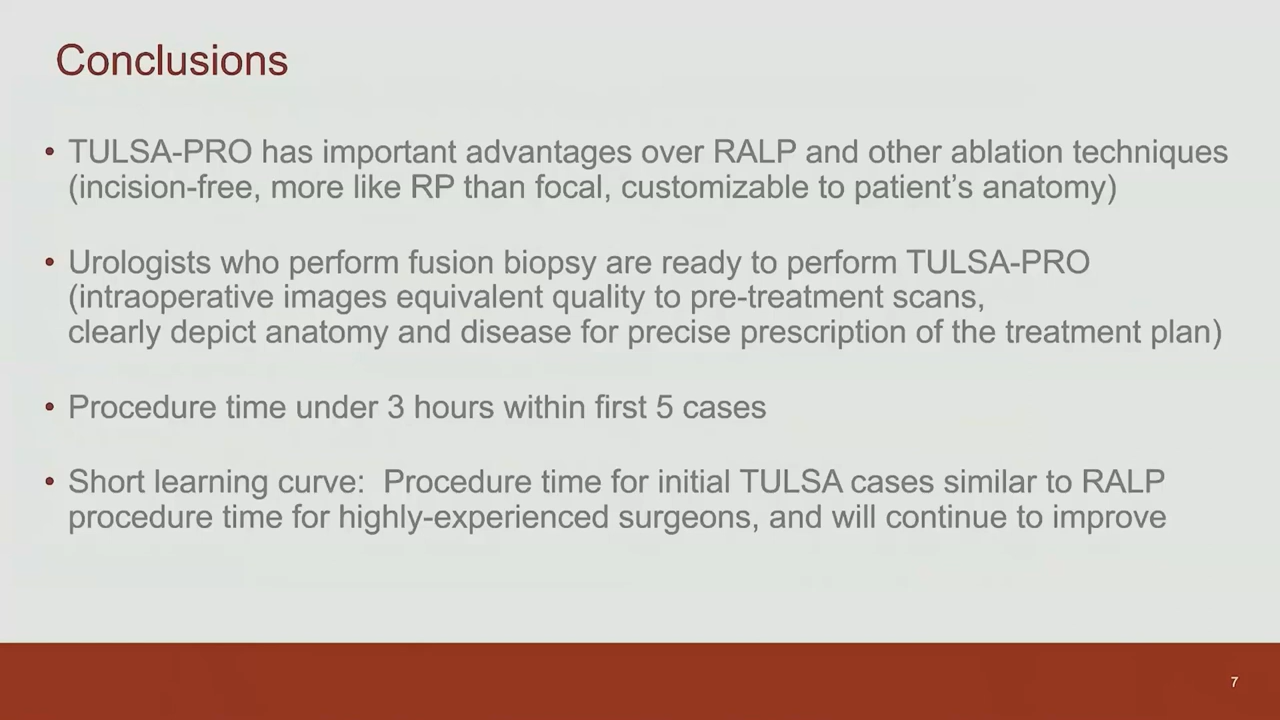 Conclusions
• TULSA-PRO has important advantages over RALP and other ablation techniques
(incision-free, more like RP than focal, customizable to patient’s anatomy)
• Urologists who perform fusion biopsy are ready to perform TULSA-PRO
(intraoperative images equivalent quality to pre-treatment scans,
clearly depict anatomy and disease for precise prescription of the treatment plan)
• Procedure time under 3 hours within first 5 cases
• Short learning curve:  Procedure time for initial TULSA cases similar to RALP
procedure time for highly-experienced surgeons, and will continue to improve
7